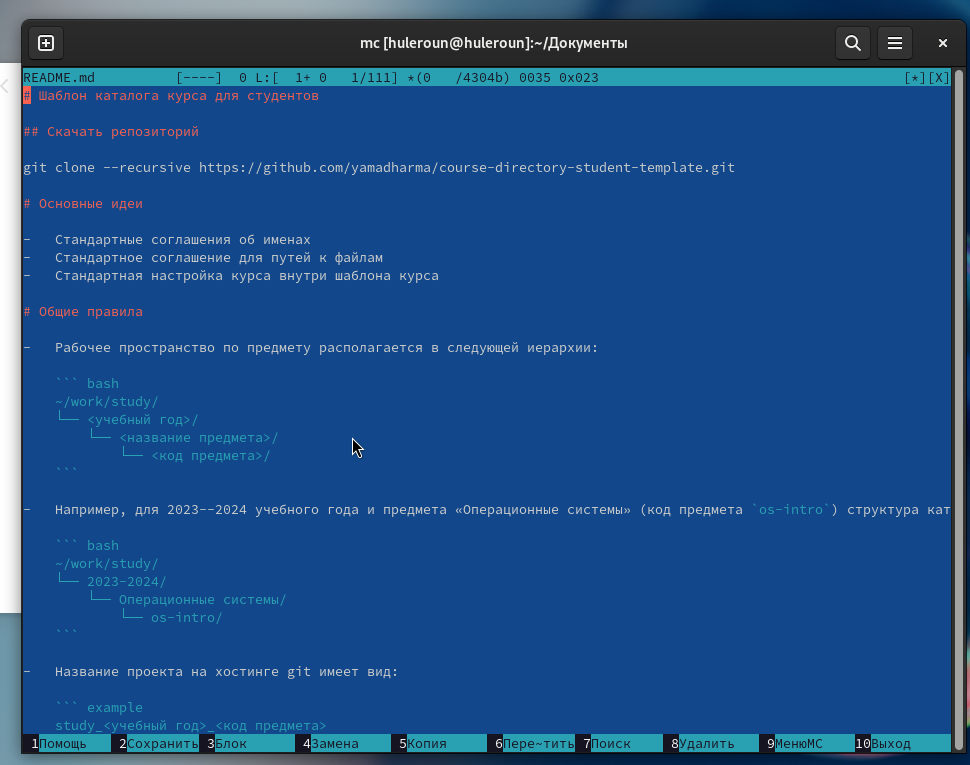 mc [huleroun@huleroun]:~/Документы
README.md [----] 0 L:[ 1+ 0 1/111] *(0 /4304b) 0035 0x023 [*][X]
# Шаблон каталога курса для студентов
## Скачать репозиторий
git clone --recursive https://github.com/yamadharma/course-directory-student-template.git
# Основные идеи
- Стандартные соглашения об именах
- Стандартное соглашение для путей к файлам
- Стандартная настройка курса внутри шаблона курса
# Общие правила
- Рабочее пространство по предмету располагается в следующей иерархии:
``` bash
~/work/study/
└── <учебный год>/
└── <название предмета>/
└── <код предмета>/
```
- Например, для 2023--2024 учебного года и предмета «Операционные системы» (код предмета `os-intro`) структура кат
``` bash
~/work/study/
└── 2023-2024/
└── Операционные системы/
└── os-intro/
```
- Название проекта на хостинге git имеет вид:
``` example
study_<учебный год>_<код предмета>
1Помощь 2Сохранить 3Блок 4Замена 5Копия 6Пере~тить 7Поиск 8Удалить 9МенюMC 10Выход